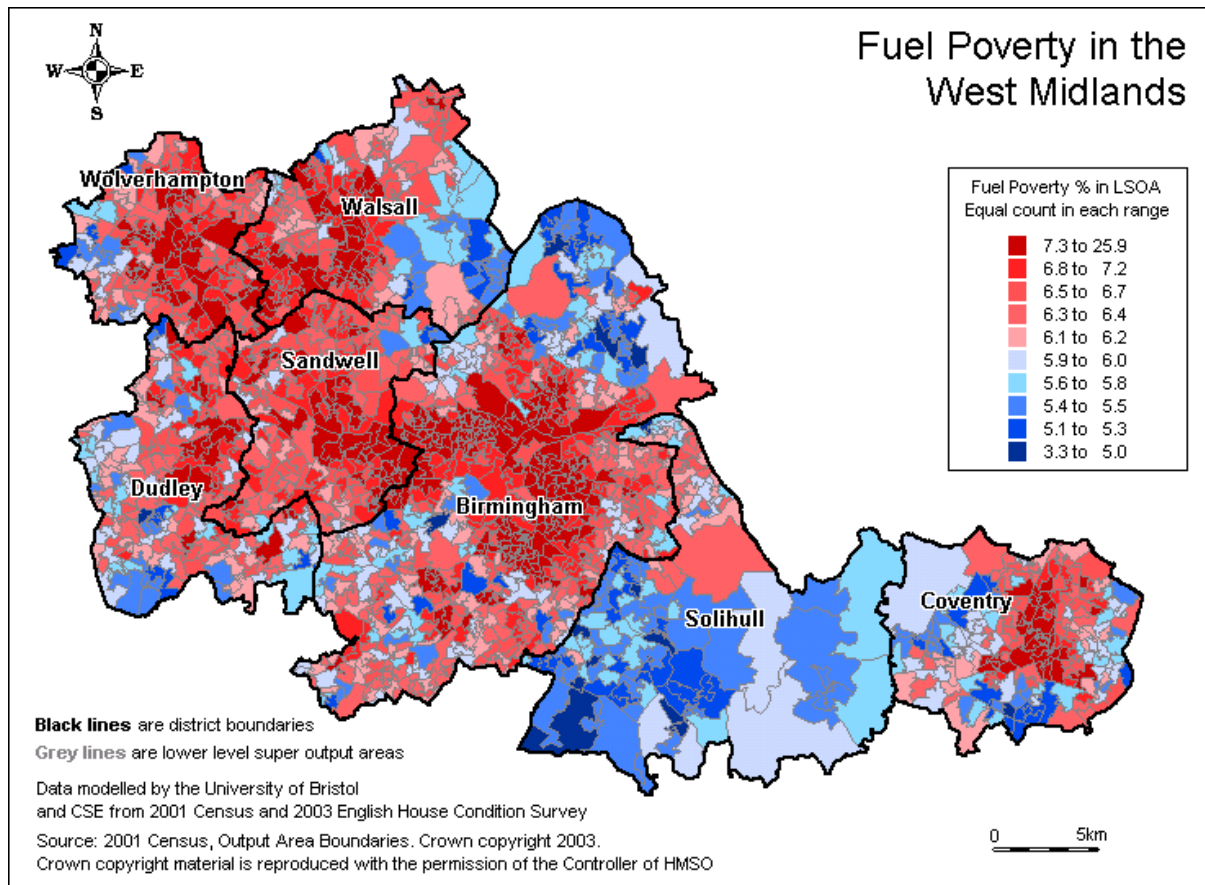 N
W E
S
Fuel Poverty in the
West Midlands
Fuel Poverty % in LSOA
Equal count in each range
7.3 to 25.9
6.8 to 7.2
6.5 to 6.7
6.3 to 6.4
6.1 to 6.2
5.9 to 6.0
5.6 to 5.8
5.4 to 5.5
5.1 to 5.3
3.3 to 5.0
Wolverhampton
Walsall
Sandwell
Dudley
Birmingham
Solihull
Coventry
Black lines are district boundaries
Grey lines are lower level super output areas
Data modelled by the University of Bristol
and CSE from 2001 Census and 2003 English House Condition Survey
Source: 2001 Census, Output Area Boundaries. Crown copyright 2003.
Crown copyright material is reproduced with the permission of the Controller of HMSO
0 5km